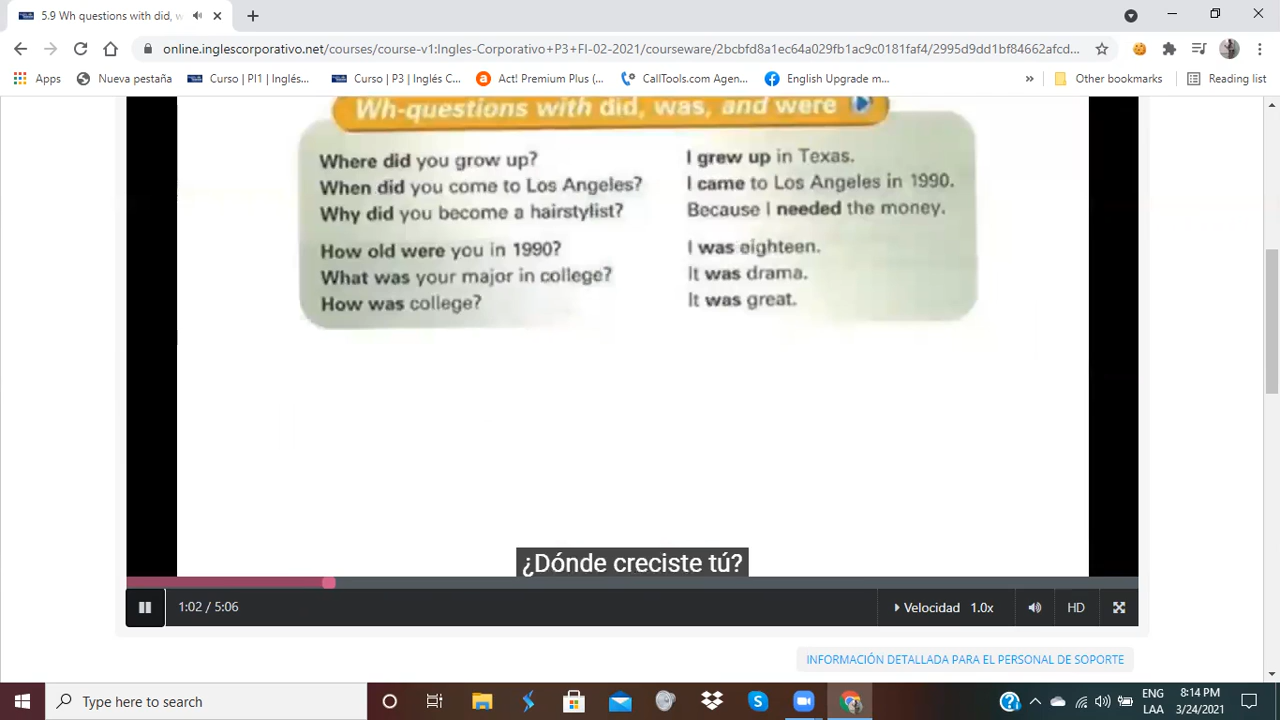 5.9 Wh questions with did, w
online.inglescorporativo.net/courses/course-v1:Ingles-Corporativo+P3+FI-02-2021/courseware/2bcbfd8a1ec64a029fb1ac9c0181faf4/2995d9dd1bf84662afcd...
Apps Nueva pestaña Curso | PI1 | Inglés... Curso | P3 | Inglés C... Act! Premium Plus (... CallTools.com Agen... English Upgrade m... » Other bookmarks Reading list
Wh-questions with did, was, and were
Where did you grow up? I grew up in Texas.
When did you come to Los Angeles? I came to Los Angeles in 1990.
Why did you become a hairstylist? Because I needed the money.
How old were you in 1990? I was eighteen.
What was your major in college? It was drama.
How was college? It was great.
¿Dónde creciste tú?
1:02 / 5:06 Velocidad 1.0x HD
INFORMACIÓN DETALLADA PARA EL PERSONAL DE SOPORTE
Type here to search
ENG 8:14 PM
LAA 3/24/2021